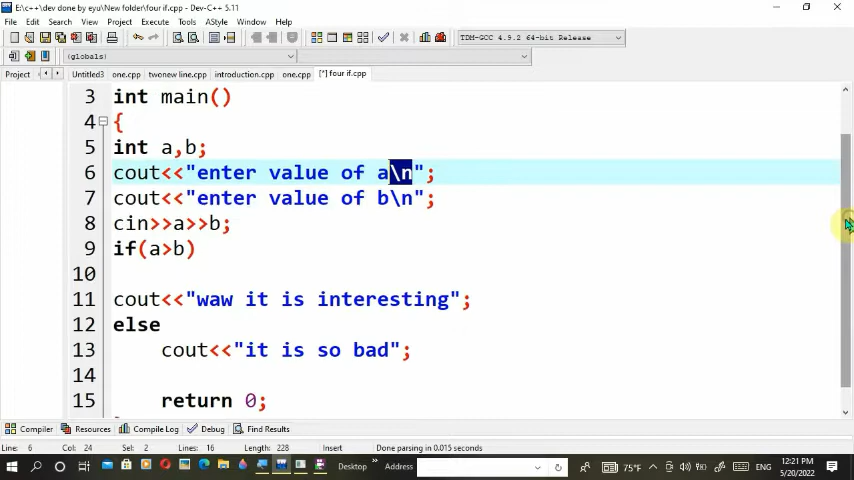 E:\c++\dev done by eyu\New folder\four if.cpp - Dev-C++ 5.11
File Edit Search View Project Execute Tools AStyle Window Help
TDM-GCC 4.9.2 64-bit Release
(globals)
Project Untitled3 one.cpp twonew line.cpp introduction.cpp one.cpp [*] four if.cpp
3 int main()
4 {
5 int a,b;
6 cout<<"enter value of a\n";
7 cout<<"enter value of b\n";
8 cin>>a>>b;
9 if(a>b)
10
11 cout<<"waw it is interesting";
12 else
13 cout<<"it is so bad";
14
15 return 0;
Compiler Resources Compile Log Debug Find Results
Line: 6 Col: 24 Sel: 2 Lines: 16 Length: 228 Insert Done parsing in 0.015 seconds
Desktop Address 75°F ENG 12:21 PM
5/20/2022